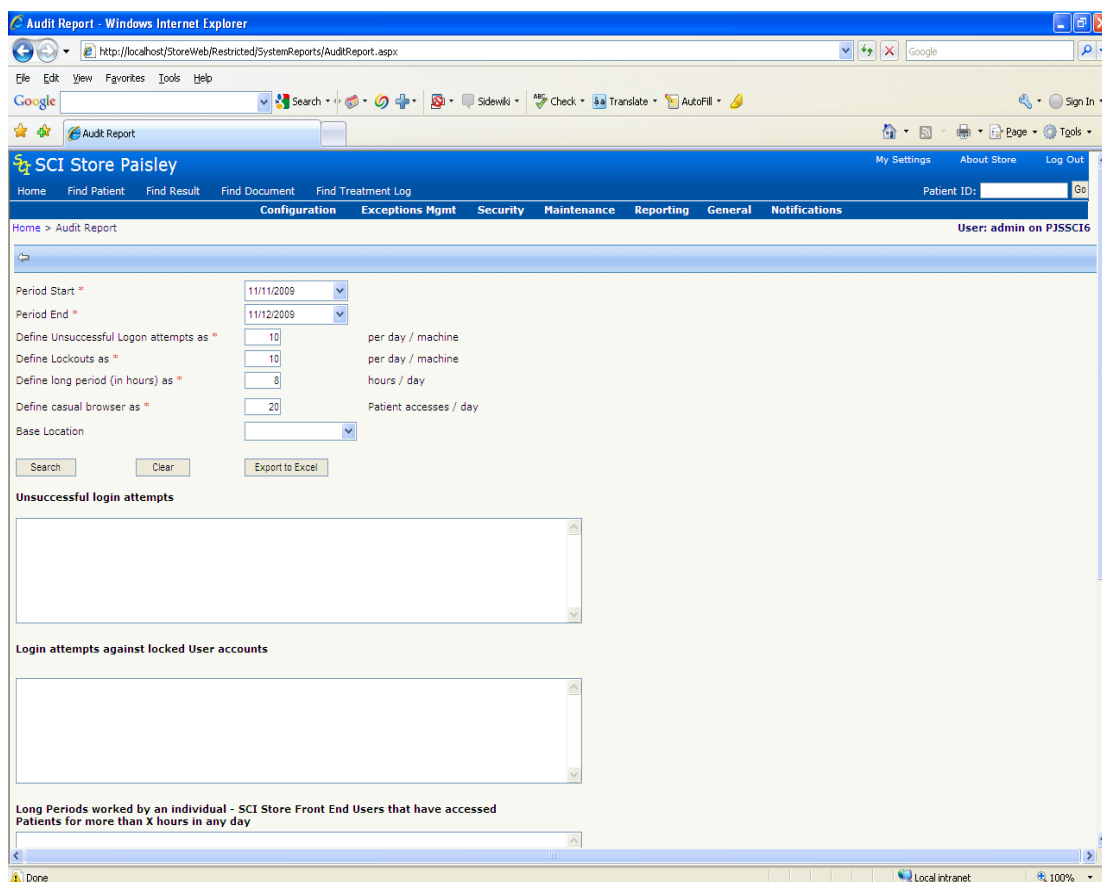 Audit Report - Windows Internet Explorer
http://localhost/StoreWeb/Restricted/SystemReports/AuditReport.aspx
Google
File Edit View Favorites Tools Help
Google Search Sidewiki ABC Check aa Translate AutoFill Sign In
Audit Report Page Tools
SCI SCI Store Paisley My Settings About Store Log Out
Home Find Patient Find Result Find Document Find Treatment Log Patient ID: Go
Configuration Exceptions Mgmt Security Maintenance Reporting General Notifications
Home > Audit Report User: admin on PJSSCI6
Period Start * 11/11/2009
Period End * 11/12/2009
Define Unsuccessful Logon attempts as * 10 per day / machine
Define Lockouts as * 10 per day / machine
Define long period (in hours) as * 8 hours / day
Define casual browser as * 20 Patient accesses / day
Base Location
Search Clear Export to Excel
Unsuccessful login attempts
Login attempts against locked User accounts
Long Periods worked by an individual - SCI Store Front End Users that have accessed
Patients for more than X hours in any day
Done Local intranet 100%